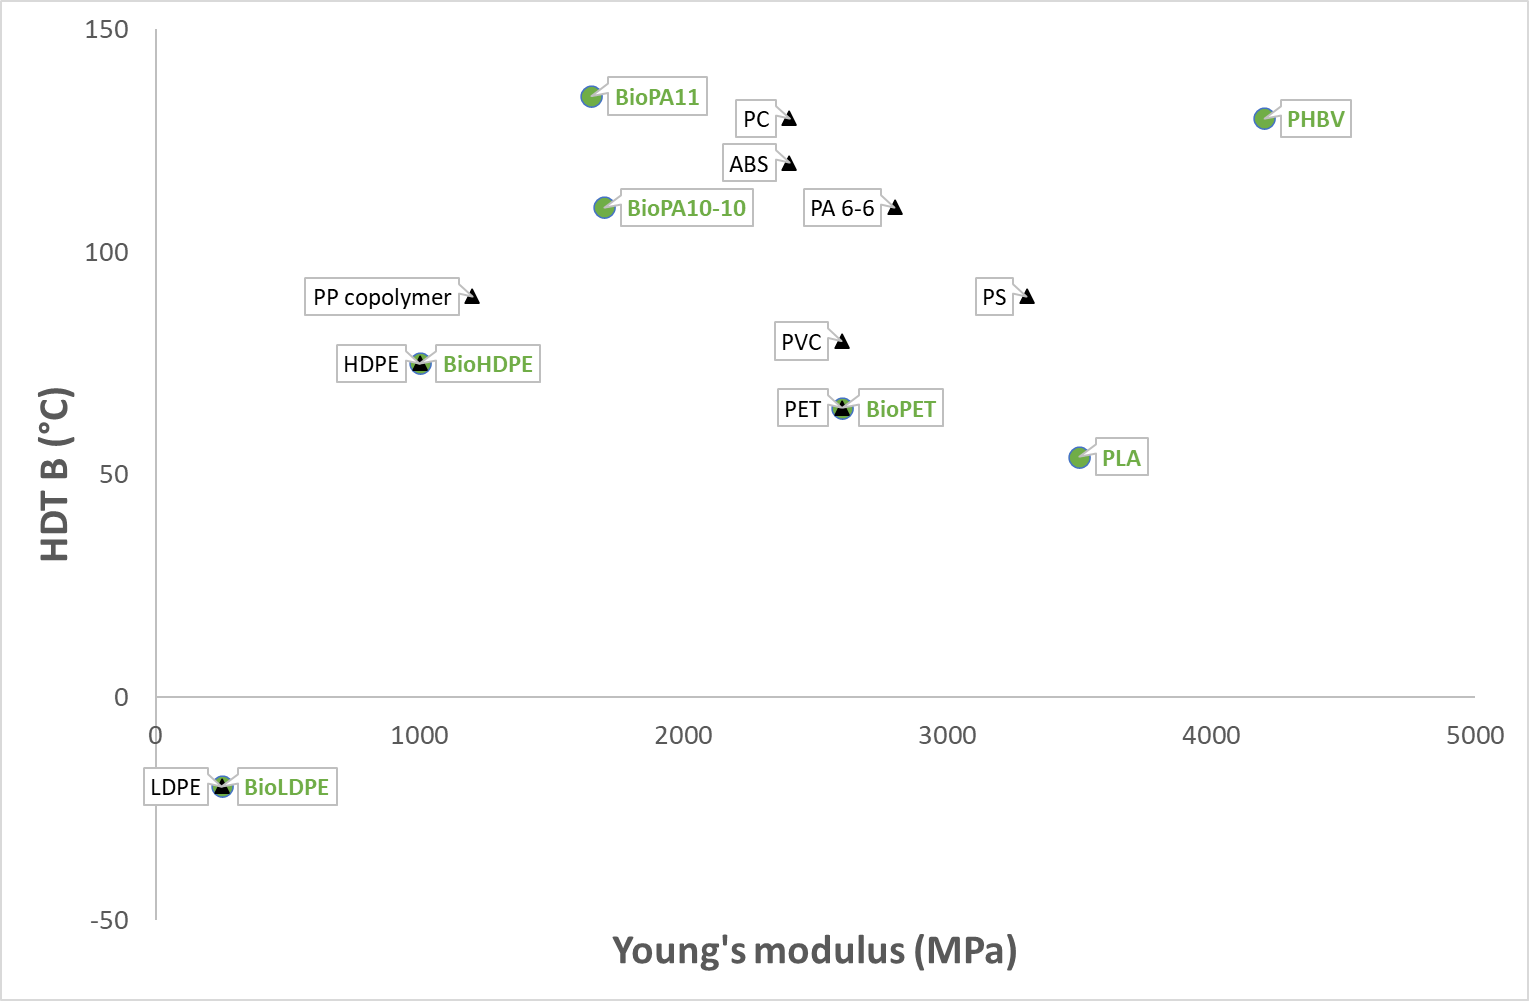 150
BioPA11
PC
PHBV
ABS
BioPA10-10
PA 6-6
100
PP copolymer
PS
PVC
HDPE
BioHDPE
PET
BioPET
HDT B (°C)
PLA
50
0
0
1000
2000
3000
4000
5000
LDPE
BioLDPE
-50
Young's modulus (MPa)